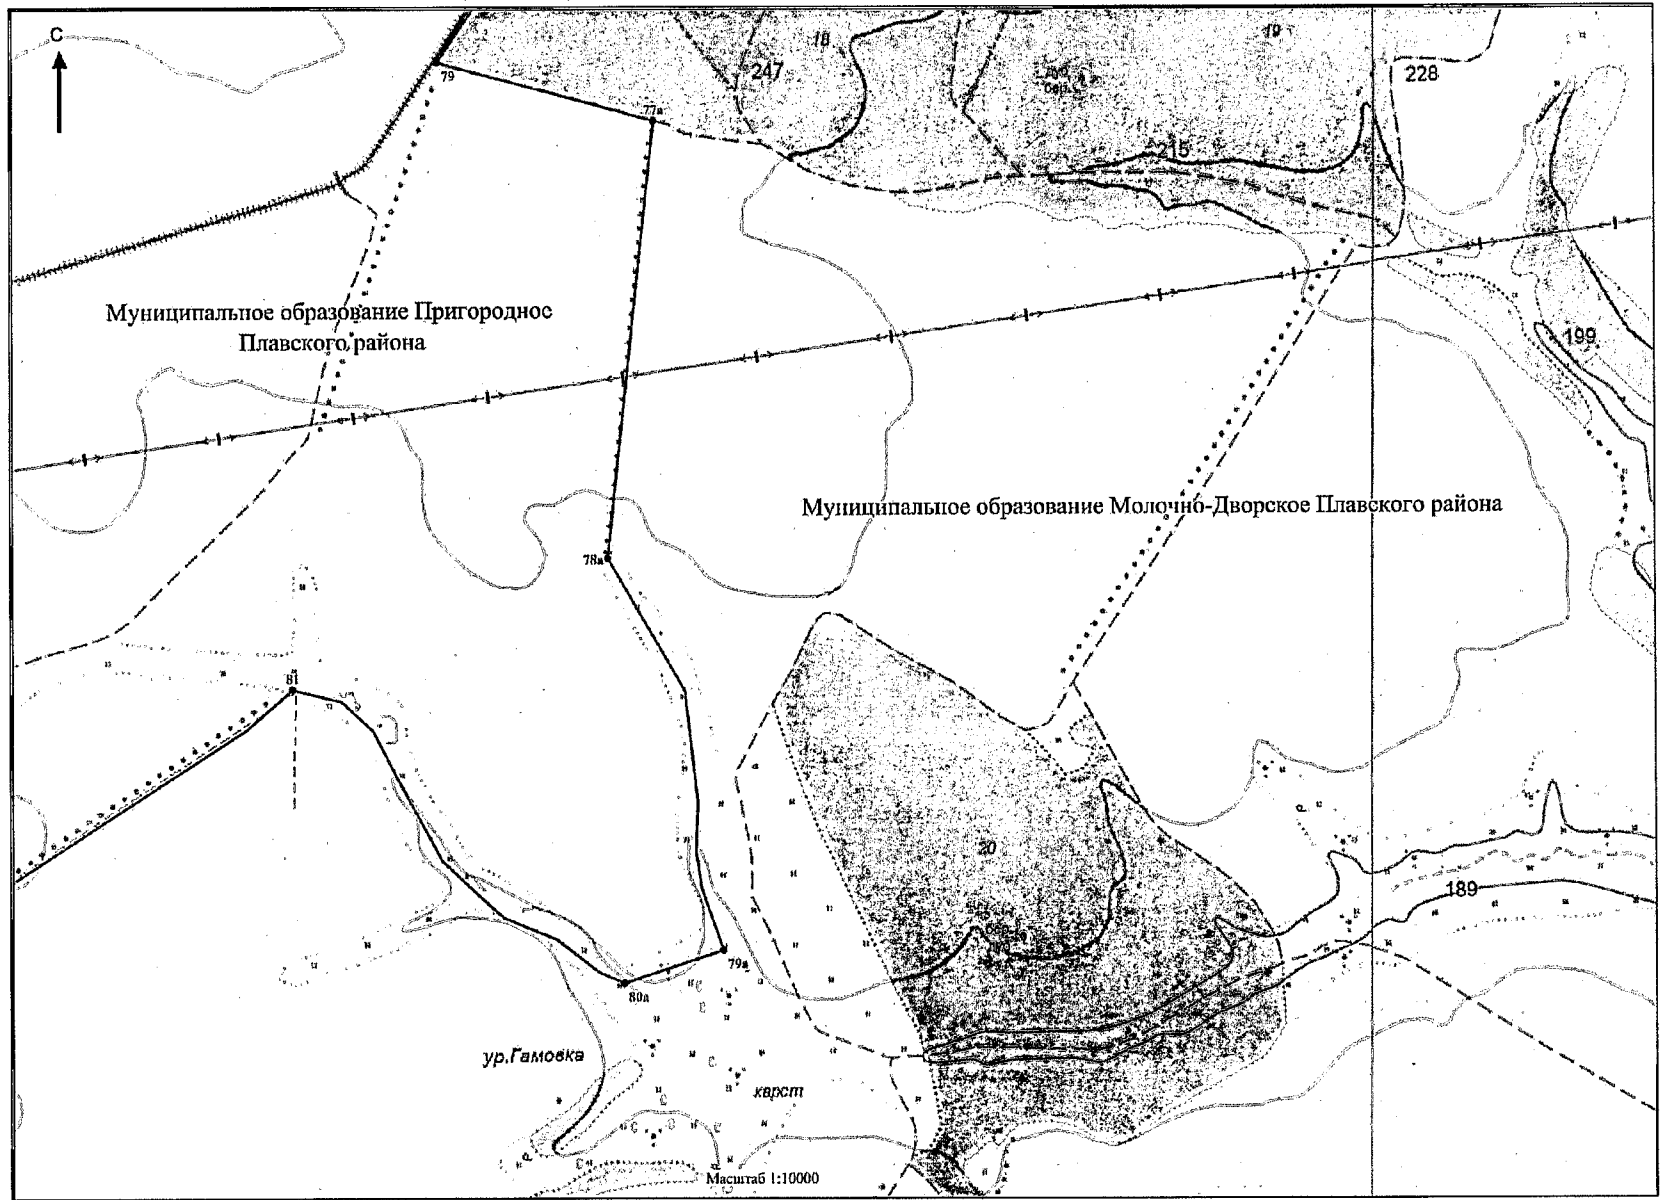 С
79
77а
18
247
19
228
215
Муниципальное образование Пригородное
Плавского района
199
Муниципальное образование Молочно-Дворское Плавского района
78а
81
20
189
79а
80а
ур.Гамовка
карст
Масштаб 1:10000